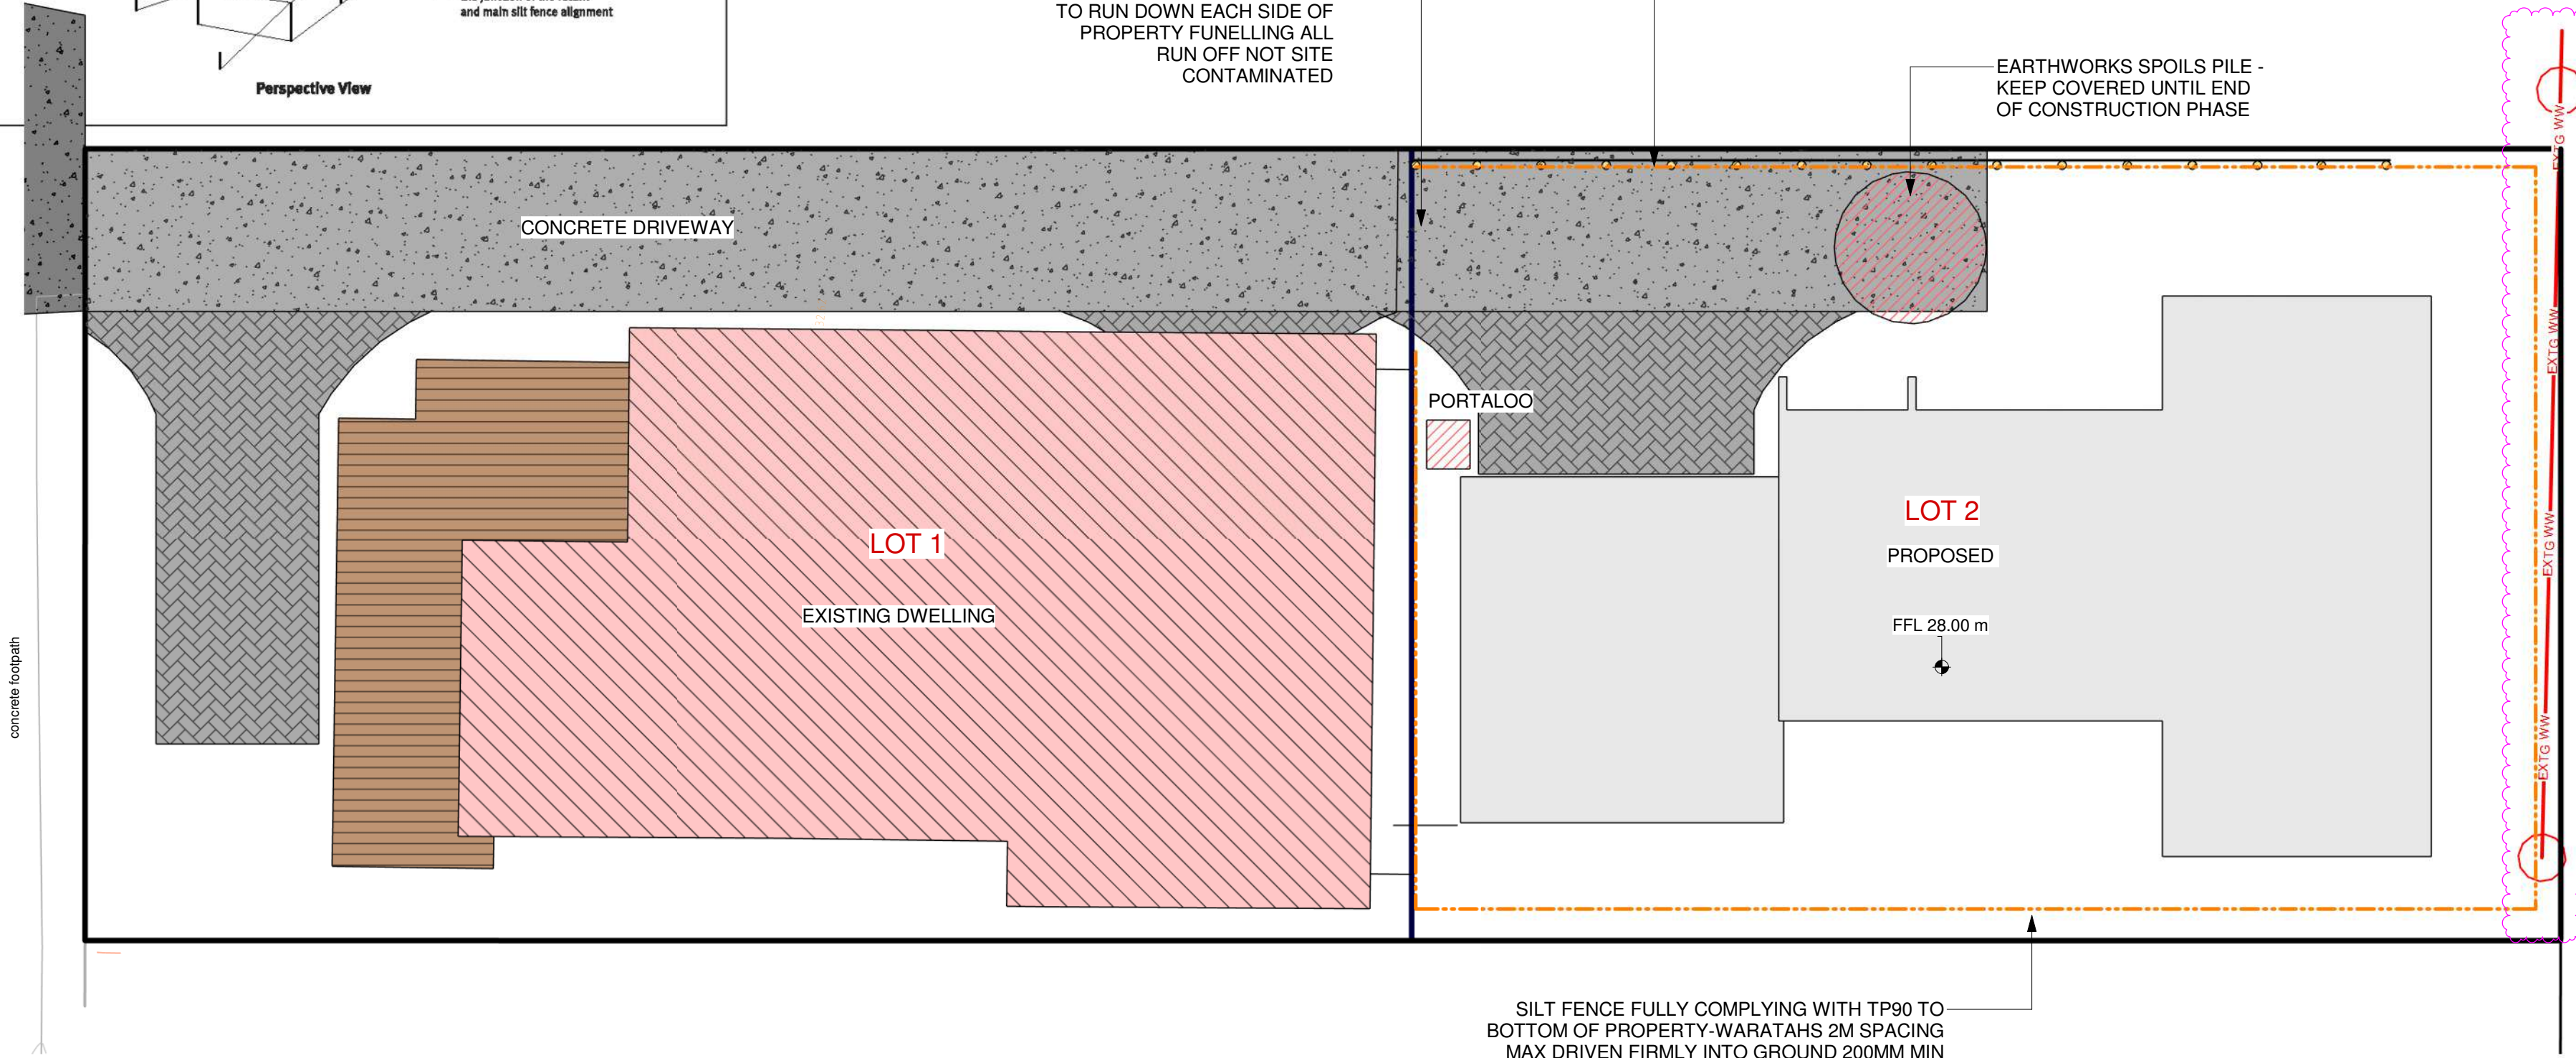 and main silt fence alignment
Perspective View
TO RUN DOWN EACH SIDE OF
PROPERTY FUNELLING ALL
RUN OFF NOT SITE
CONTAMINATED
EARTHWORKS SPOILS PILE -
KEEP COVERED UNTIL END
OF CONSTRUCTION PHASE
CONCRETE DRIVEWAY
PORTALOO
LOT 1
EXISTING DWELLING
LOT 2
PROPOSED
FFL 28.00 m
concrete footpath
EXTG WW
EXTG WW
EXTG WW
EXTG WW
SILT FENCE FULLY COMPLYING WITH TP90 TO
BOTTOM OF PROPERTY-WARATAHS 2M SPACING
MAX DRIVEN FIRMLY INTO GROUND 200MM MIN